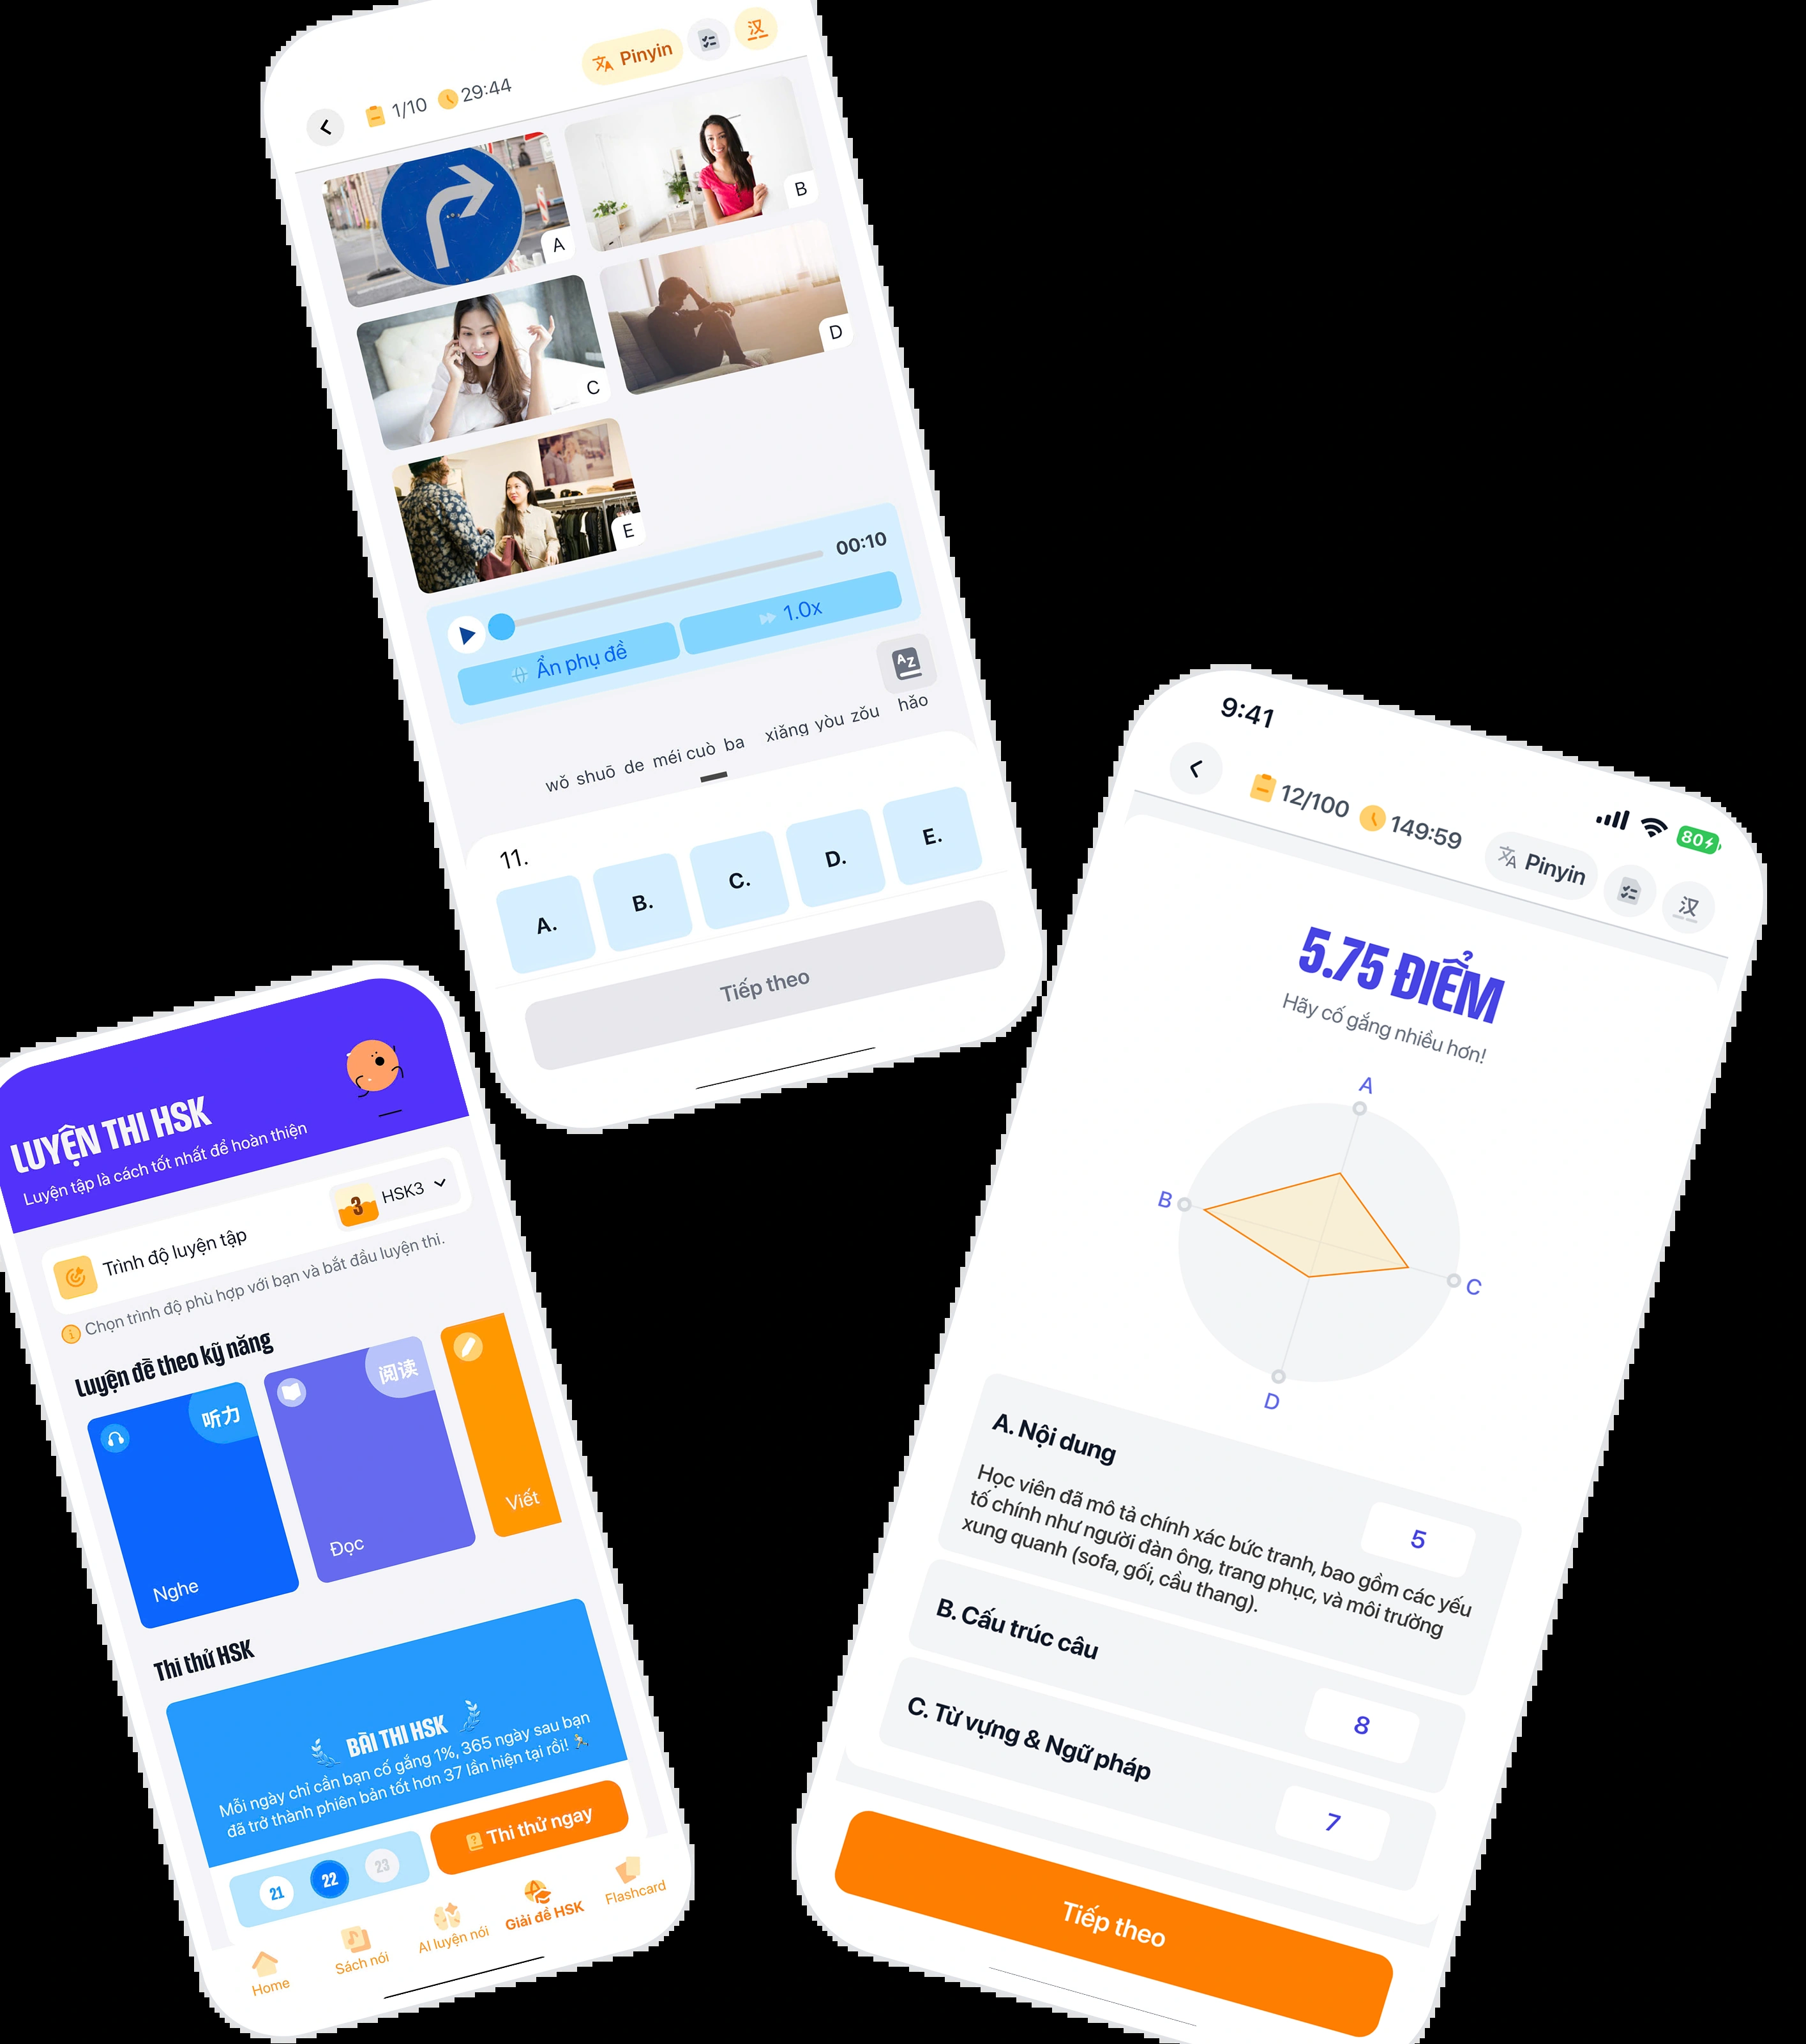 1/10 29:44 Pinyin 汉
A
B
C
D
E
00:10
Ẩn phụ đề 1.0x
wǒ shuō de méi cuò ba xiǎng yòu zǒu hǎo
11.
A. B. C. D. E.
Tiếp theo
LUYỆN THI HSK
Luyện tập là cách tốt nhất để hoàn thiện
Trình độ luyện tập 3 HSK3
Chọn trình độ phù hợp với bạn và bắt đầu luyện thi.
Luyện đề theo kỹ năng
听力
Nghe
阅读
Đọc
Viết
Thi thử HSK
BÀI THI HSK
Mỗi ngày chỉ cần bạn cố gắng 1%, 365 ngày sau bạn
đã trở thành phiên bản tốt hơn 37 lần hiện tại rồi!
21 22 23 Thi thử ngay
Home Sách nói AI luyện nói Giải đề HSK Flashcard
9:41 80
12/100 149:59 Pinyin 汉
5.75 ĐIỂM
Hãy cố gắng nhiều hơn!
A
B
C
D
A. Nội dung
5
Học viên đã mô tả chính xác bức tranh, bao gồm các yếu
tố chính như người đàn ông, trang phục, và môi trường
xung quanh (sofa, gối, cầu thang).
B. Cấu trúc câu
8
C. Từ vựng & Ngữ pháp
7
Tiếp theo